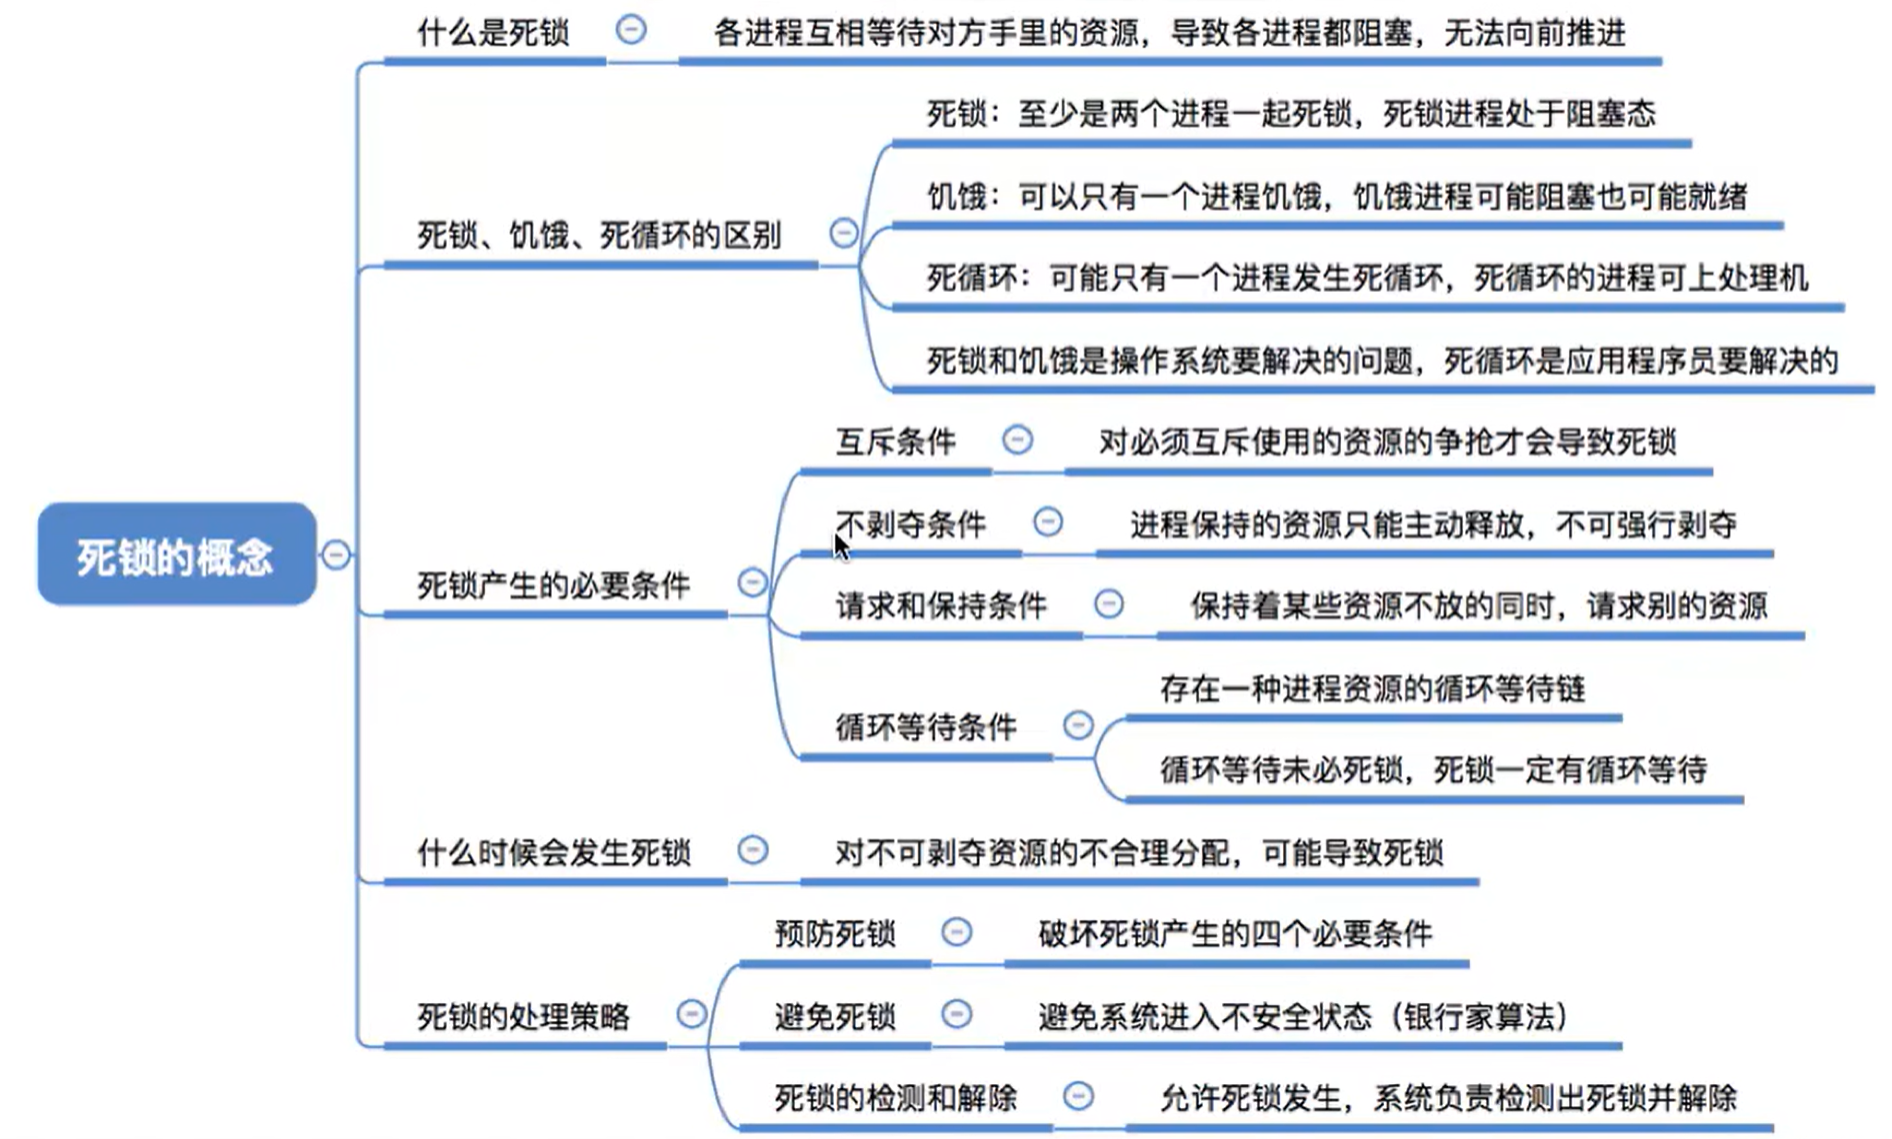 什么是死锁
各进程互相等待对方手里的资源，导致各进程都阻塞，无法向前推进
死锁：至少是两个进程一起死锁，死锁进程处于阻塞态
饥饿：可以只有一个进程饥饿，饥饿进程可能阻塞也可能就绪
死锁、饥饿、死循环的区别
死循环：可能只有一个进程发生死循环，死循环的进程可上处理机
死锁和饥饿是操作系统要解决的问题，死循环是应用程序员要解决的
死锁的概念
死锁产生的必要条件
互斥条件
对必须互斥使用的资源的争抢才会导致死锁
不剥夺条件
进程保持的资源只能主动释放，不可强行剥夺
请求和保持条件
保持着某些资源不放的同时，请求别的资源
循环等待条件
存在一种进程资源的循环等待链
循环等待未必死锁，死锁一定有循环等待
什么时候会发生死锁
对不可剥夺资源的不合理分配，可能导致死锁
死锁的处理策略
预防死锁
破坏死锁产生的四个必要条件
避免死锁
避免系统进入不安全状态（银行家算法）
死锁的检测和解除
允许死锁发生，系统负责检测出死锁并解除